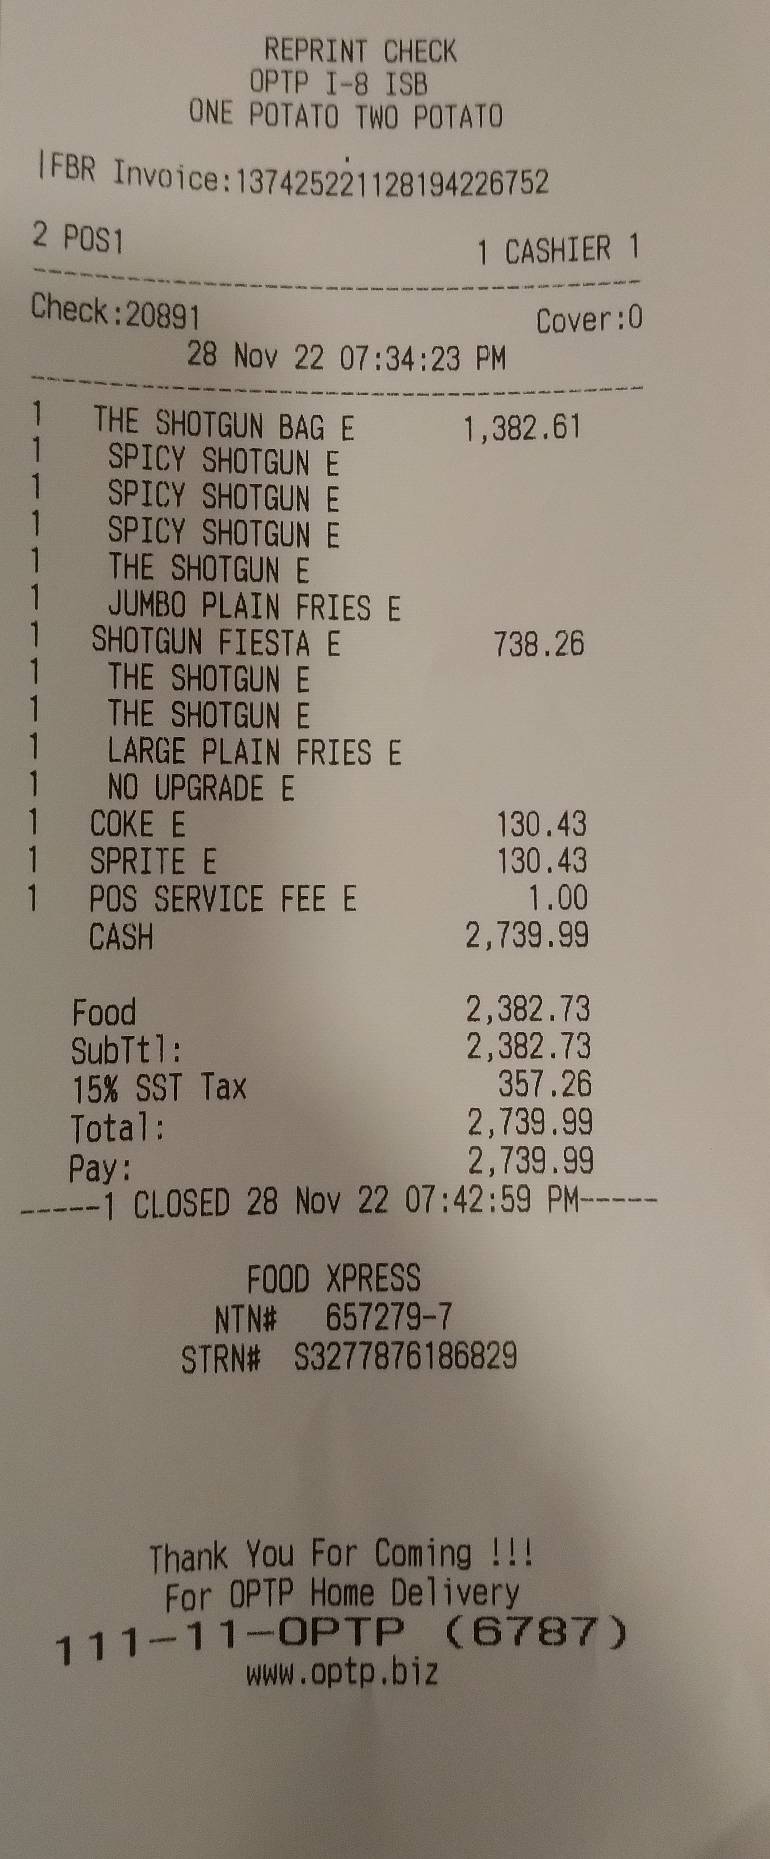 REPRINT CHECK
OPTP I-8 ISB
ONE POTATO TWO POTATO
|FBR Invoice:137425221128194226752
2 POS1 1 CASHIER 1
Check:20891 Cover:0
28 Nov 22 07:34:23 PM
1 THE SHOTGUN BAG E 1,382.61
1 SPICY SHOTGUN E
1 SPICY SHOTGUN E
1 SPICY SHOTGUN E
1 THE SHOTGUN E
1 JUMBO PLAIN FRIES E
1 SHOTGUN FIESTA E 738.26
1 THE SHOTGUN E
1 THE SHOTGUN E
1 LARGE PLAIN FRIES E
1 NO UPGRADE E
1 COKE E 130.43
1 SPRITE E 130.43
1 POS SERVICE FEE E 1.00
CASH 2,739.99
Food 2,382.73
SubTtl: 2,382.73
15% SST Tax 357.26
Total: 2,739.99
Pay: 2,739.99
-----1 CLOSED 28 Nov 22 07:42:59 PM-----
FOOD XPRESS
NTN# 657279-7
STRN# S3277876186829
Thank You For Coming !!!
For OPTP Home Delivery
111-11-OPTP (6787)
www.optp.biz